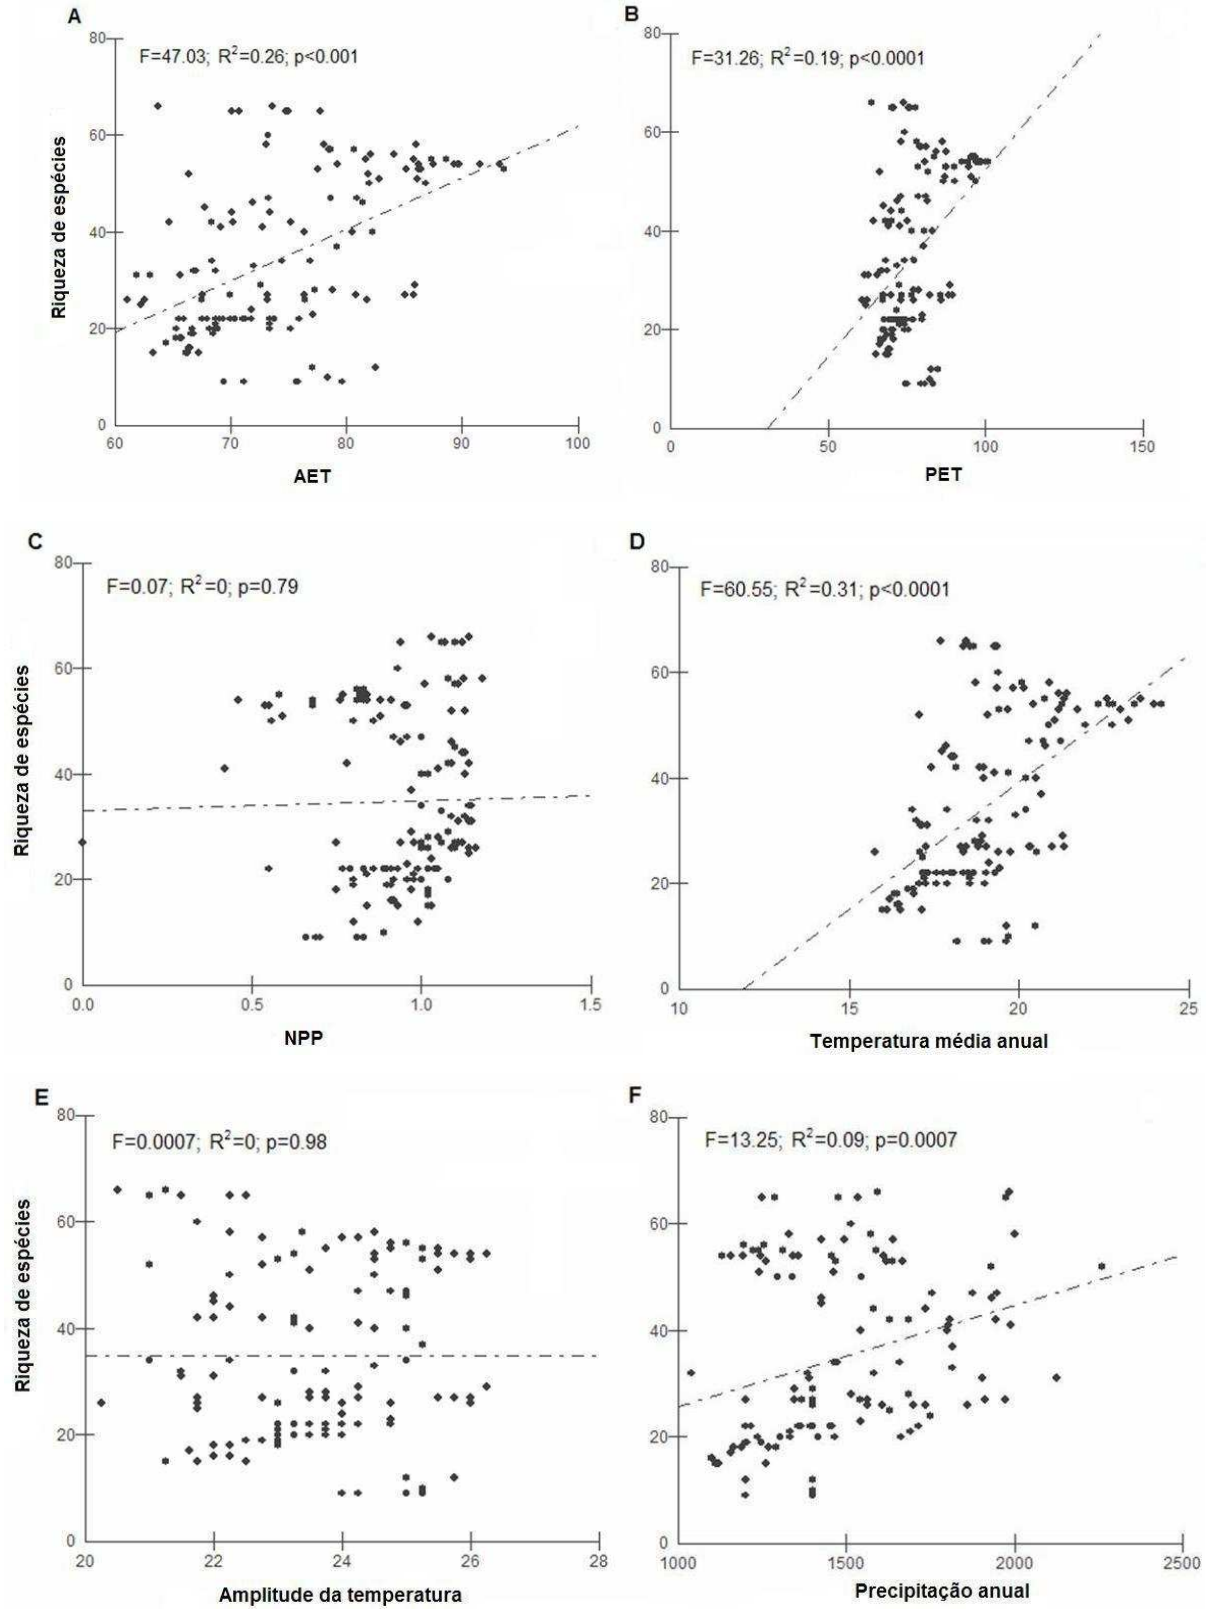 A
F=47.03; R²=0.26; p<0.001
Riqueza de espécies
80
60
40
20
0
60 70 80 90 100
AET
B
F=31.26; R²=0.19; p<0.0001
80
60
40
20
0
0 50 100 150
PET
C
F=0.07; R²=0; p=0.79
Riqueza de espécies
80
60
40
20
0
0.0 0.5 1.0 1.5
NPP
D
F=60.55; R²=0.31; p<0.0001
80
60
40
20
0
10 15 20 25
Temperatura média anual
E
F=0.0007; R²=0; p=0.98
Riqueza de espécies
80
60
40
20
0
20 22 24 26 28
Amplitude da temperatura
F
F=13.25; R²=0.09; p=0.0007
80
60
40
20
0
1000 1500 2000 2500
Precipitação anual